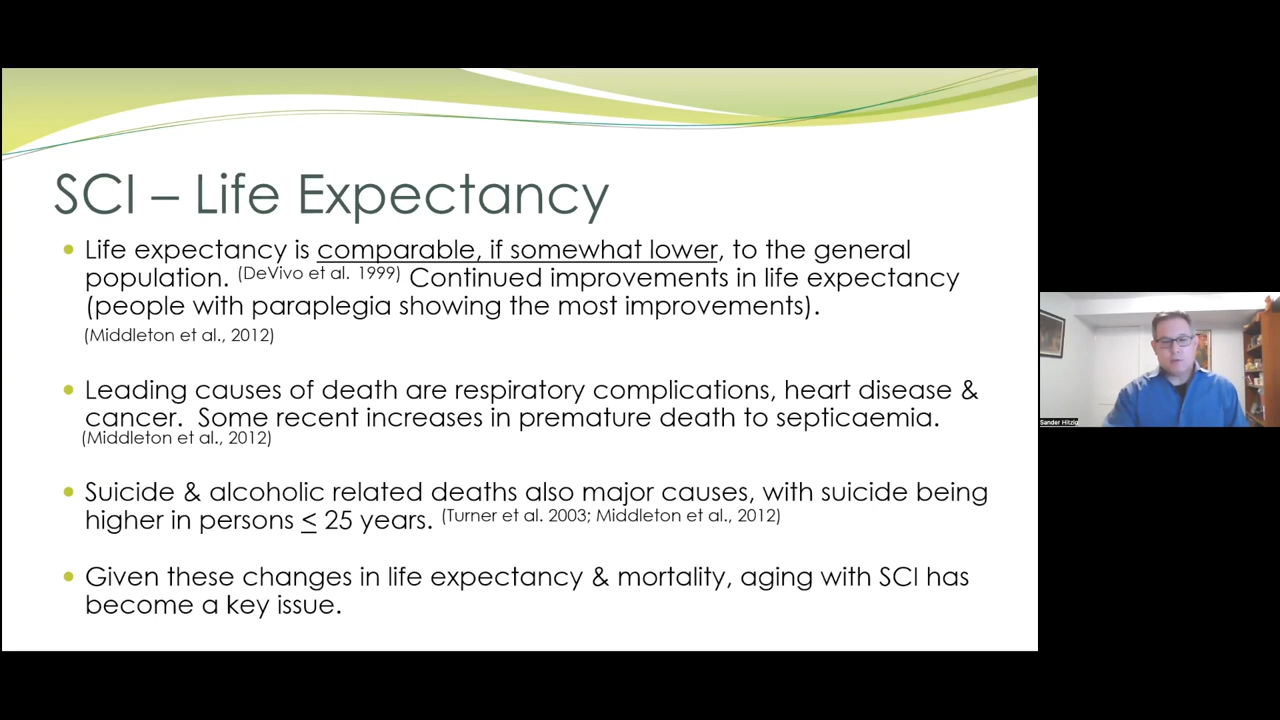 SCI – Life Expectancy
• Life expectancy is comparable, if somewhat lower, to the general
population. (DeVivo et al. 1999) Continued improvements in life expectancy
(people with paraplegia showing the most improvements).
(Middleton et al., 2012)
• Leading causes of death are respiratory complications, heart disease &
cancer. Some recent increases in premature death to septicaemia.
(Middleton et al., 2012)
• Suicide & alcoholic related deaths also major causes, with suicide being
higher in persons ≤ 25 years. (Turner et al. 2003; Middleton et al., 2012)
• Given these changes in life expectancy & mortality, aging with SCI has
become a key issue.
Sander Hitzig